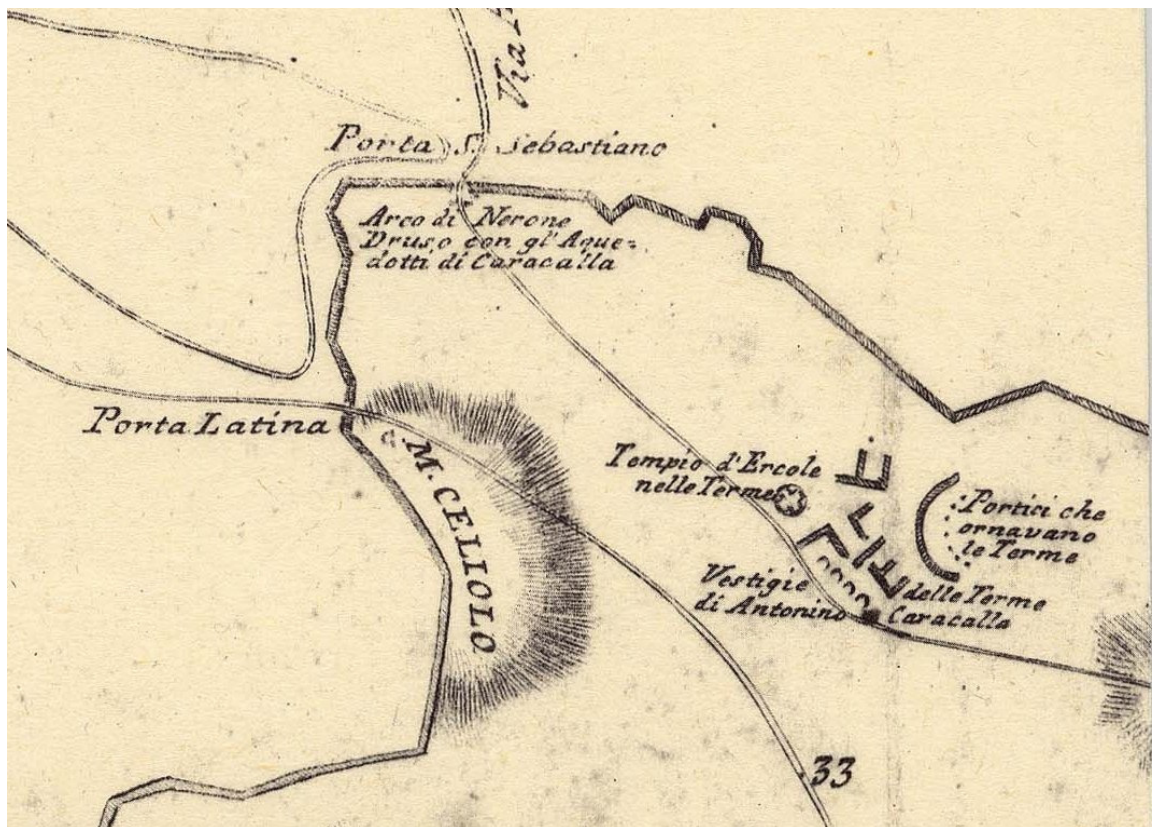 Via
Porta S. Sebastiano
Arco di Nerone
Druso con gl' Aque=
dotti di Caracalla
Porta Latina
M. CELIOLO
Tempio d'Ercole
nelle Terme
Portici che
ornavano
le Terme
Vestigie delle Terme
di Antonino Caracalla
33